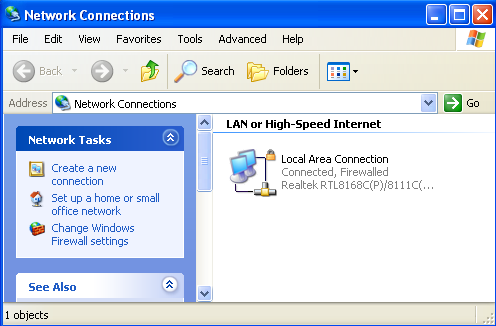 Network Connections
File Edit View Favorites Tools Advanced Help
Back Search Folders
Address Network Connections Go
Network Tasks
Create a new
connection
Set up a home or small
office network
Change Windows
Firewall settings
See Also
LAN or High-Speed Internet
Local Area Connection
Connected, Firewalled
Realtek RTL8168C(P)/8111C(...
1 objects